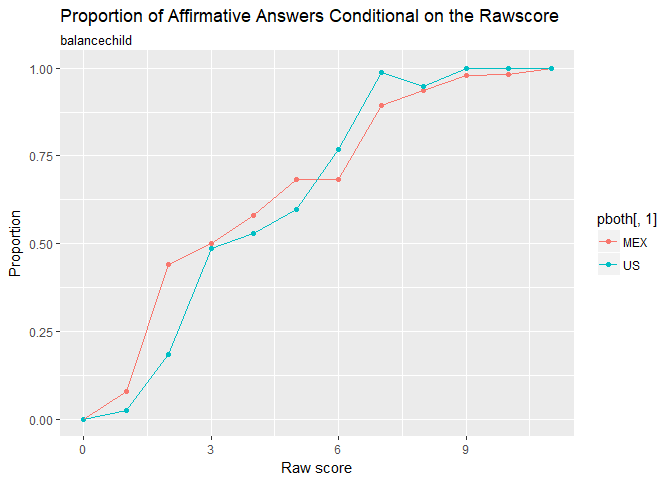 Proportion of Affirmative Answers Conditional on the Rawscore
balancechild
1.00
0.75
0.50
0.25
0.00
Proportion
0 3 6 9
Raw score
pboth[, 1]
MEX
US